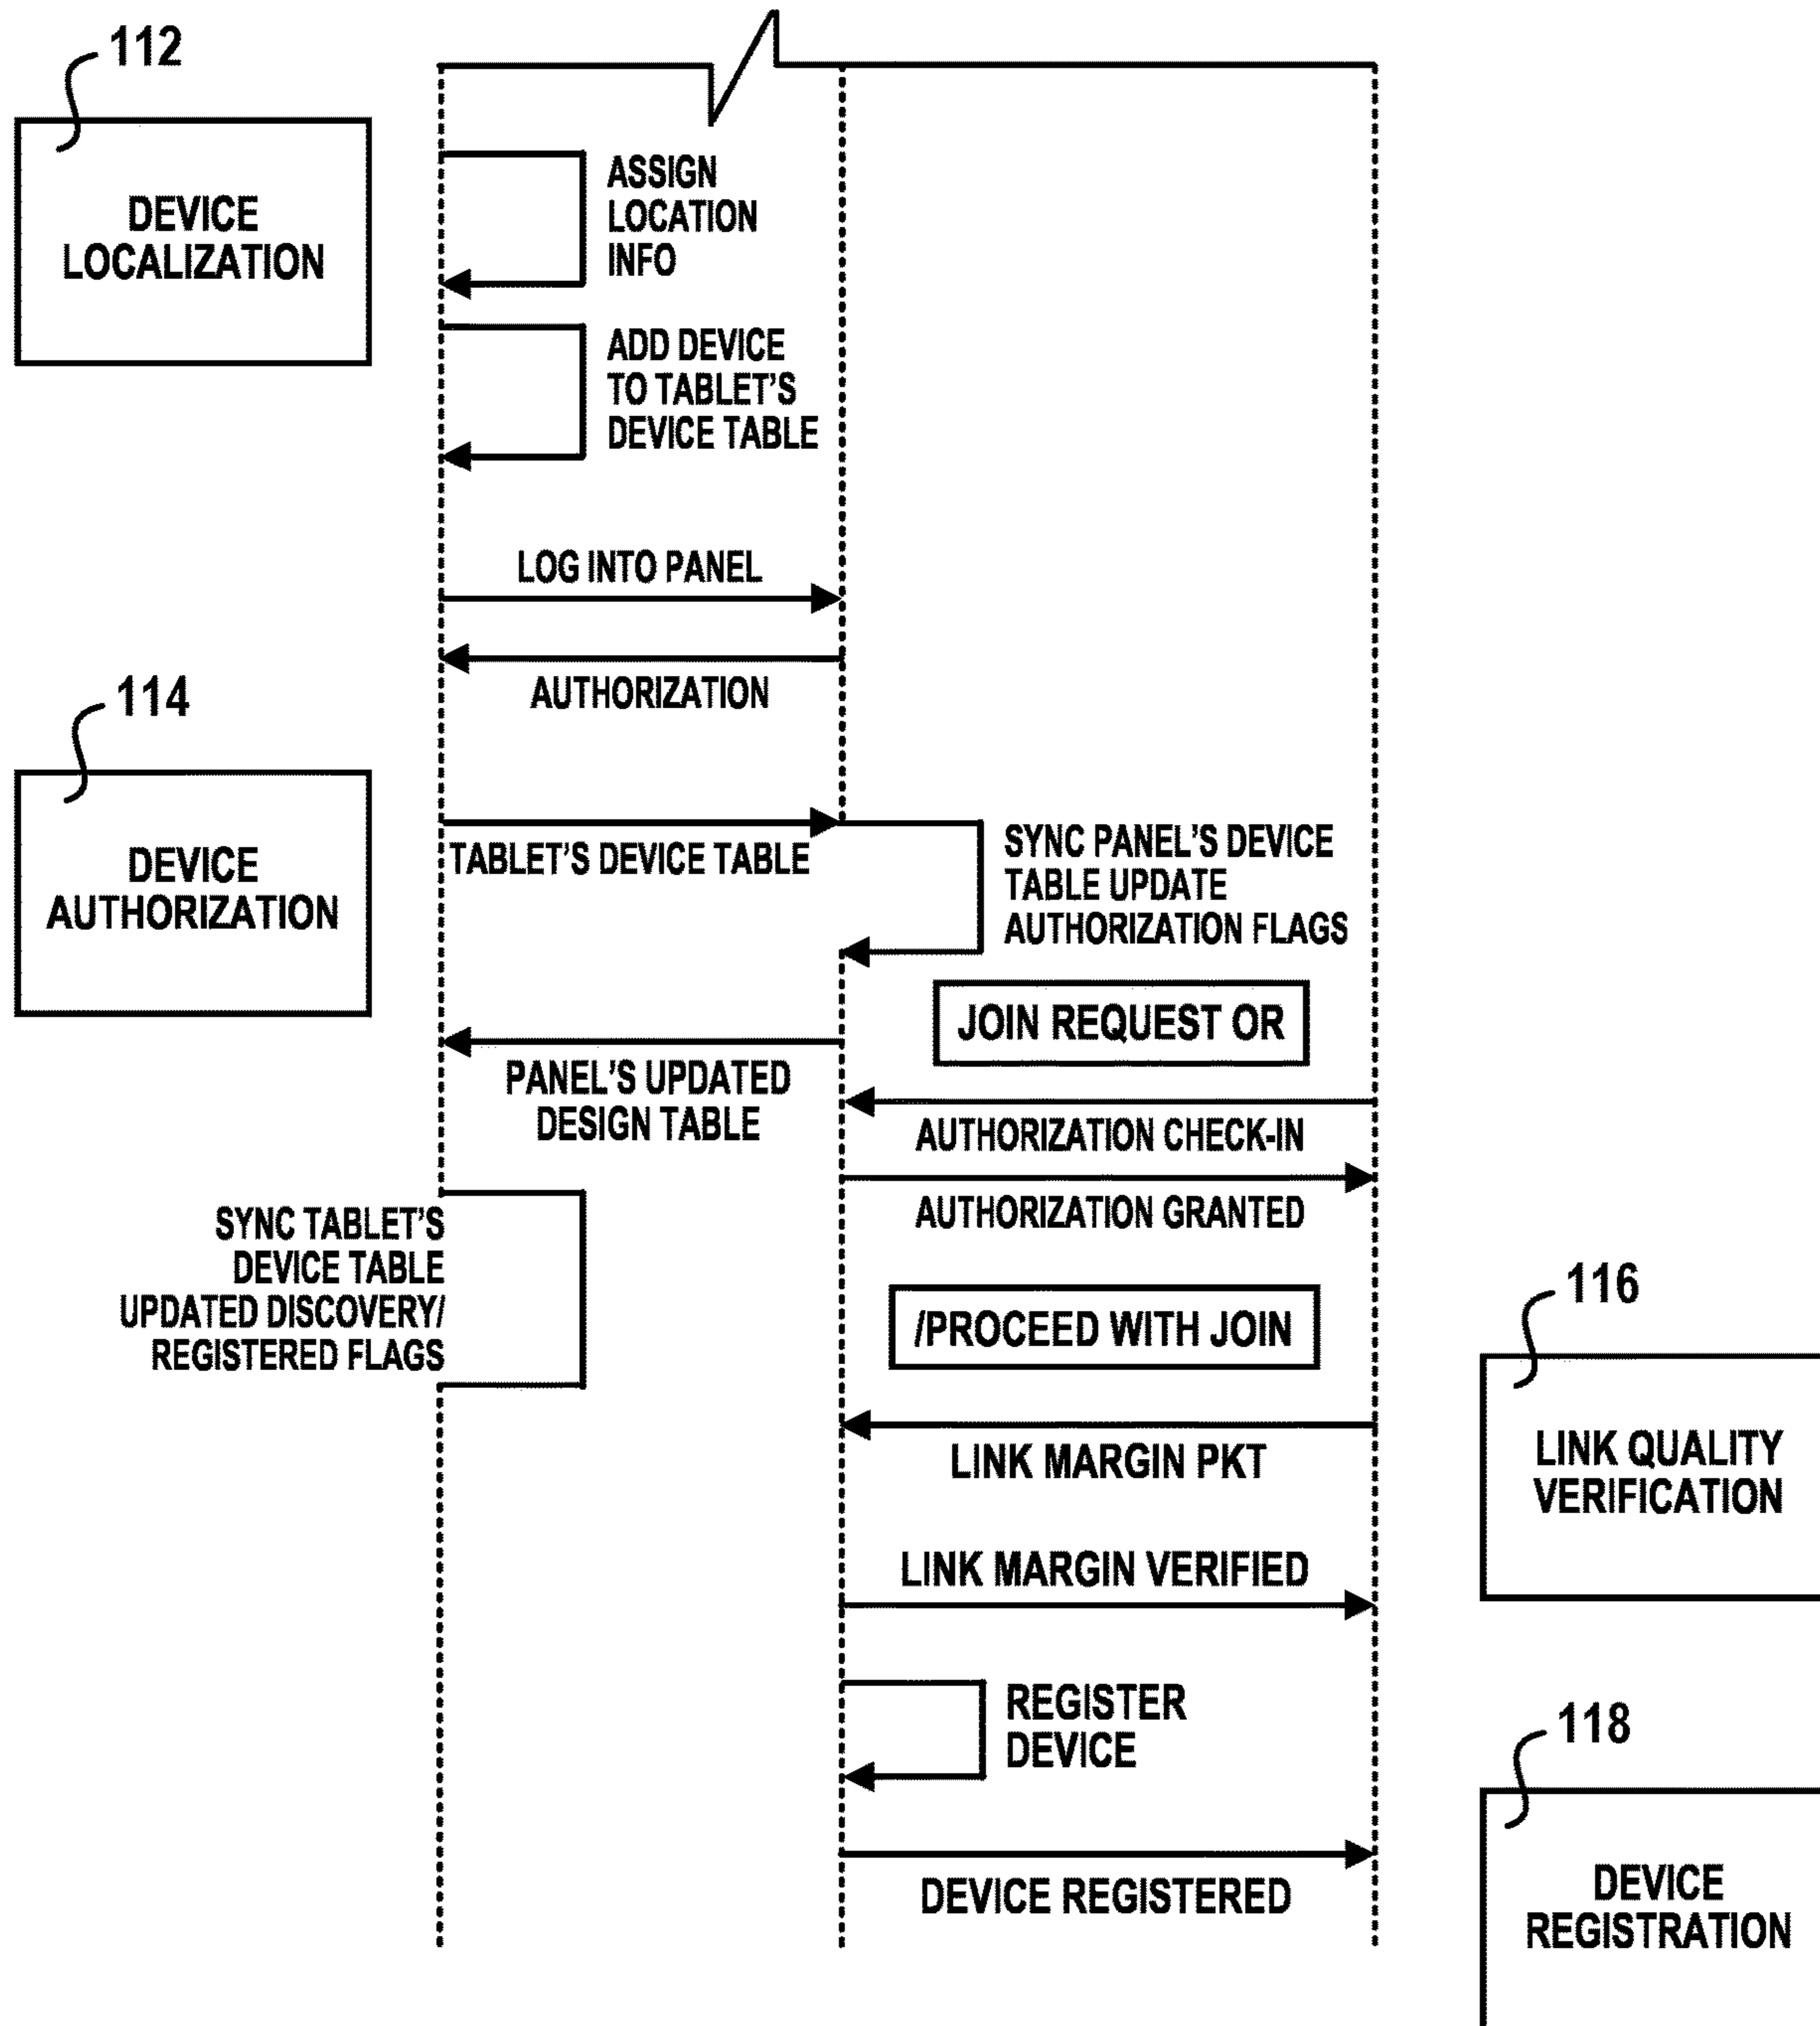 112
DEVICE
LOCALIZATION
ASSIGN
LOCATION
INFO
ADD DEVICE
TO TABLET'S
DEVICE TABLE
LOG INTO PANEL
AUTHORIZATION
114
DEVICE
AUTHORIZATION
TABLET'S DEVICE TABLE
SYNC PANEL'S DEVICE
TABLE UPDATE
AUTHORIZATION FLAGS
JOIN REQUEST OR
PANEL'S UPDATED
DESIGN TABLE
AUTHORIZATION CHECK-IN
AUTHORIZATION GRANTED
SYNC TABLET'S
DEVICE TABLE
UPDATED DISCOVERY/
REGISTERED FLAGS
/PROCEED WITH JOIN
116
LINK QUALITY
VERIFICATION
LINK MARGIN PKT
LINK MARGIN VERIFIED
REGISTER
DEVICE
118
DEVICE
REGISTRATION
DEVICE REGISTERED